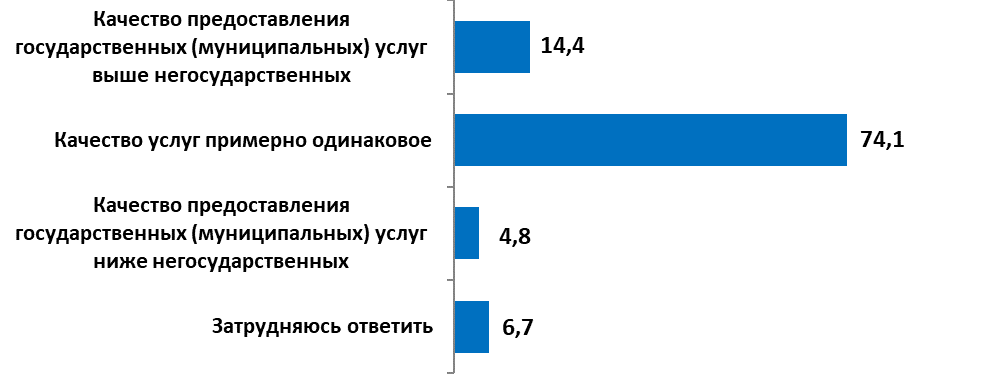 Качество предоставления
государственных (муниципальных) услуг
выше негосударственных
14,4
Качество услуг примерно одинаковое
74,1
Качество предоставления
государственных (муниципальных) услуг
ниже негосударственных
4,8
Затрудняюсь ответить
6,7